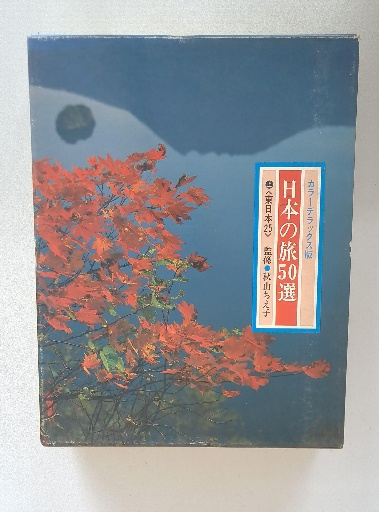 カラーデラックス版
日本の旅50選
㊤〈東日本25〉 監修●秋山ちえ子